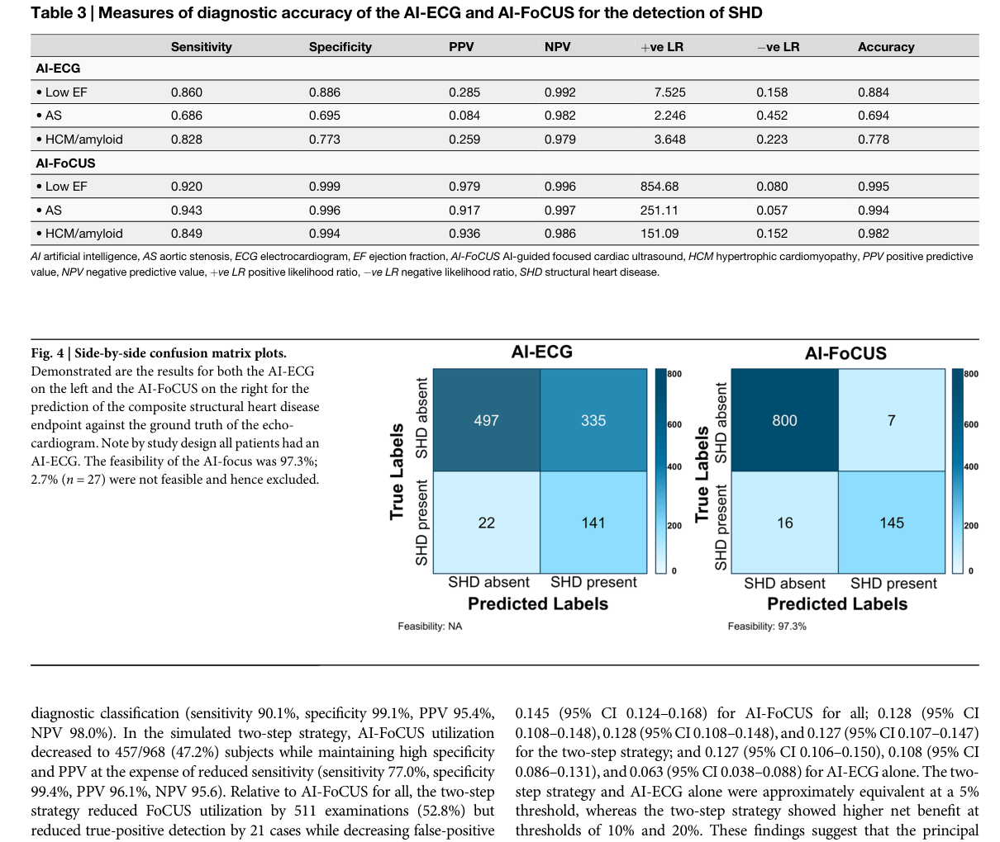 Table 3 | Measures of diagnostic accuracy of the AI-ECG and AI-FoCUS for the detection of SHD
Sensitivity Specificity PPV NPV +ve LR −ve LR Accuracy
AI-ECG
• Low EF 0.860 0.886 0.285 0.992 7.525 0.158 0.884
• AS 0.686 0.695 0.084 0.982 2.246 0.452 0.694
• HCM/amyloid 0.828 0.773 0.259 0.979 3.648 0.223 0.778
AI-FoCUS
• Low EF 0.920 0.999 0.979 0.996 854.68 0.080 0.995
• AS 0.943 0.996 0.917 0.997 251.11 0.057 0.994
• HCM/amyloid 0.849 0.994 0.936 0.986 151.09 0.152 0.982
AI artificial intelligence, AS aortic stenosis, ECG electrocardiogram, EF ejection fraction, AI-FoCUS AI-guided focused cardiac ultrasound, HCM hypertrophic cardiomyopathy, PPV positive predictive
value, NPV negative predictive value, +ve LR positive likelihood ratio, −ve LR negative likelihood ratio, SHD structural heart disease.
Fig. 4 | Side-by-side confusion matrix plots.
Demonstrated are the results for both the AI-ECG
on the left and the AI-FoCUS on the right for the
prediction of the composite structural heart disease
endpoint against the ground truth of the echo-
cardiogram. Note by study design all patients had an
AI-ECG. The feasibility of the AI-focus was 97.3%;
2.7% (n = 27) were not feasible and hence excluded.
AI-ECG
True Labels
SHD absent
SHD present
497 335
22 141
800
600
400
200
0
SHD absent SHD present
Predicted Labels
Feasibility: NA
AI-FoCUS
True Labels
SHD absent
SHD present
800 7
16 145
800
600
400
200
0
SHD absent SHD present
Predicted Labels
Feasibility: 97.3%
diagnostic classification (sensitivity 90.1%, specificity 99.1%, PPV 95.4%,
NPV 98.0%). In the simulated two-step strategy, AI-FoCUS utilization
decreased to 457/968 (47.2%) subjects while maintaining high specificity
and PPV at the expense of reduced sensitivity (sensitivity 77.0%, specificity
99.4%, PPV 96.1%, NPV 95.6). Relative to AI-FoCUS for all, the two-step
strategy reduced FoCUS utilization by 511 examinations (52.8%) but
reduced true-positive detection by 21 cases while decreasing false-positive
0.145 (95% CI 0.124–0.168) for AI-FoCUS for all; 0.128 (95% CI
0.108–0.148), 0.128 (95% CI 0.108–0.148), and 0.127 (95% CI 0.107–0.147)
for the two-step strategy; and 0.127 (95% CI 0.106–0.150), 0.108 (95% CI
0.086–0.131), and 0.063 (95% CI 0.038–0.088) for AI-ECG alone. The two-
step strategy and AI-ECG alone were approximately equivalent at a 5%
threshold, whereas the two-step strategy showed higher net benefit at
thresholds of 10% and 20%. These findings suggest that the principal